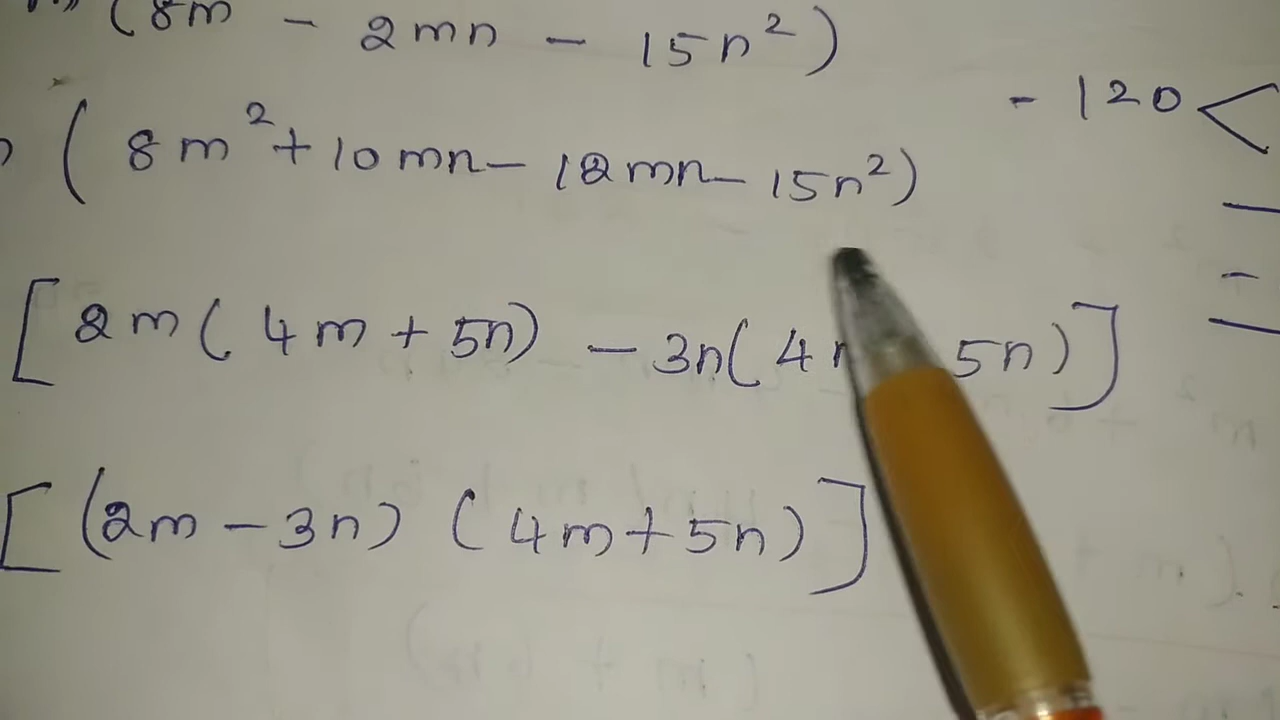 (8m - 2mn - 15n²)
- 120 <
( 8m² + 10mn - 12mn - 15n²)
[ 2m( 4m + 5n) - 3n( 4 5n) ]
[ (2m - 3n) ( 4m + 5n) ]